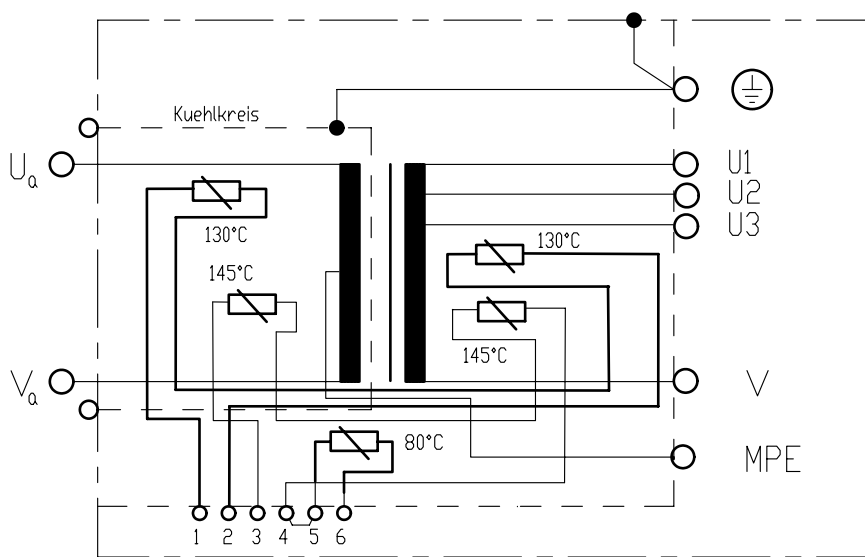 Kuehlkreis
Ua
U1
U2
U3
130°C
130°C
145°C
145°C
Va
V
80°C
MPE
1 2 3 4 5 6